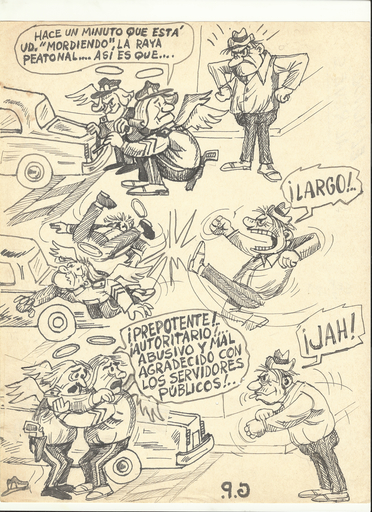 HACE UN MINUTO QUE ESTÁ
UD. "MORDIENDO", LA RAYA
PEATONAL.... ASÍ ES QUE....
¡LARGO!..
¡PREPOTENTE!..
¡AUTORITARIO!...
ABUSIVO Y MAL
AGRADECIDO CON
LOS SERVIDORES
PÚBLICOS!...
¡JAH!
G.P.